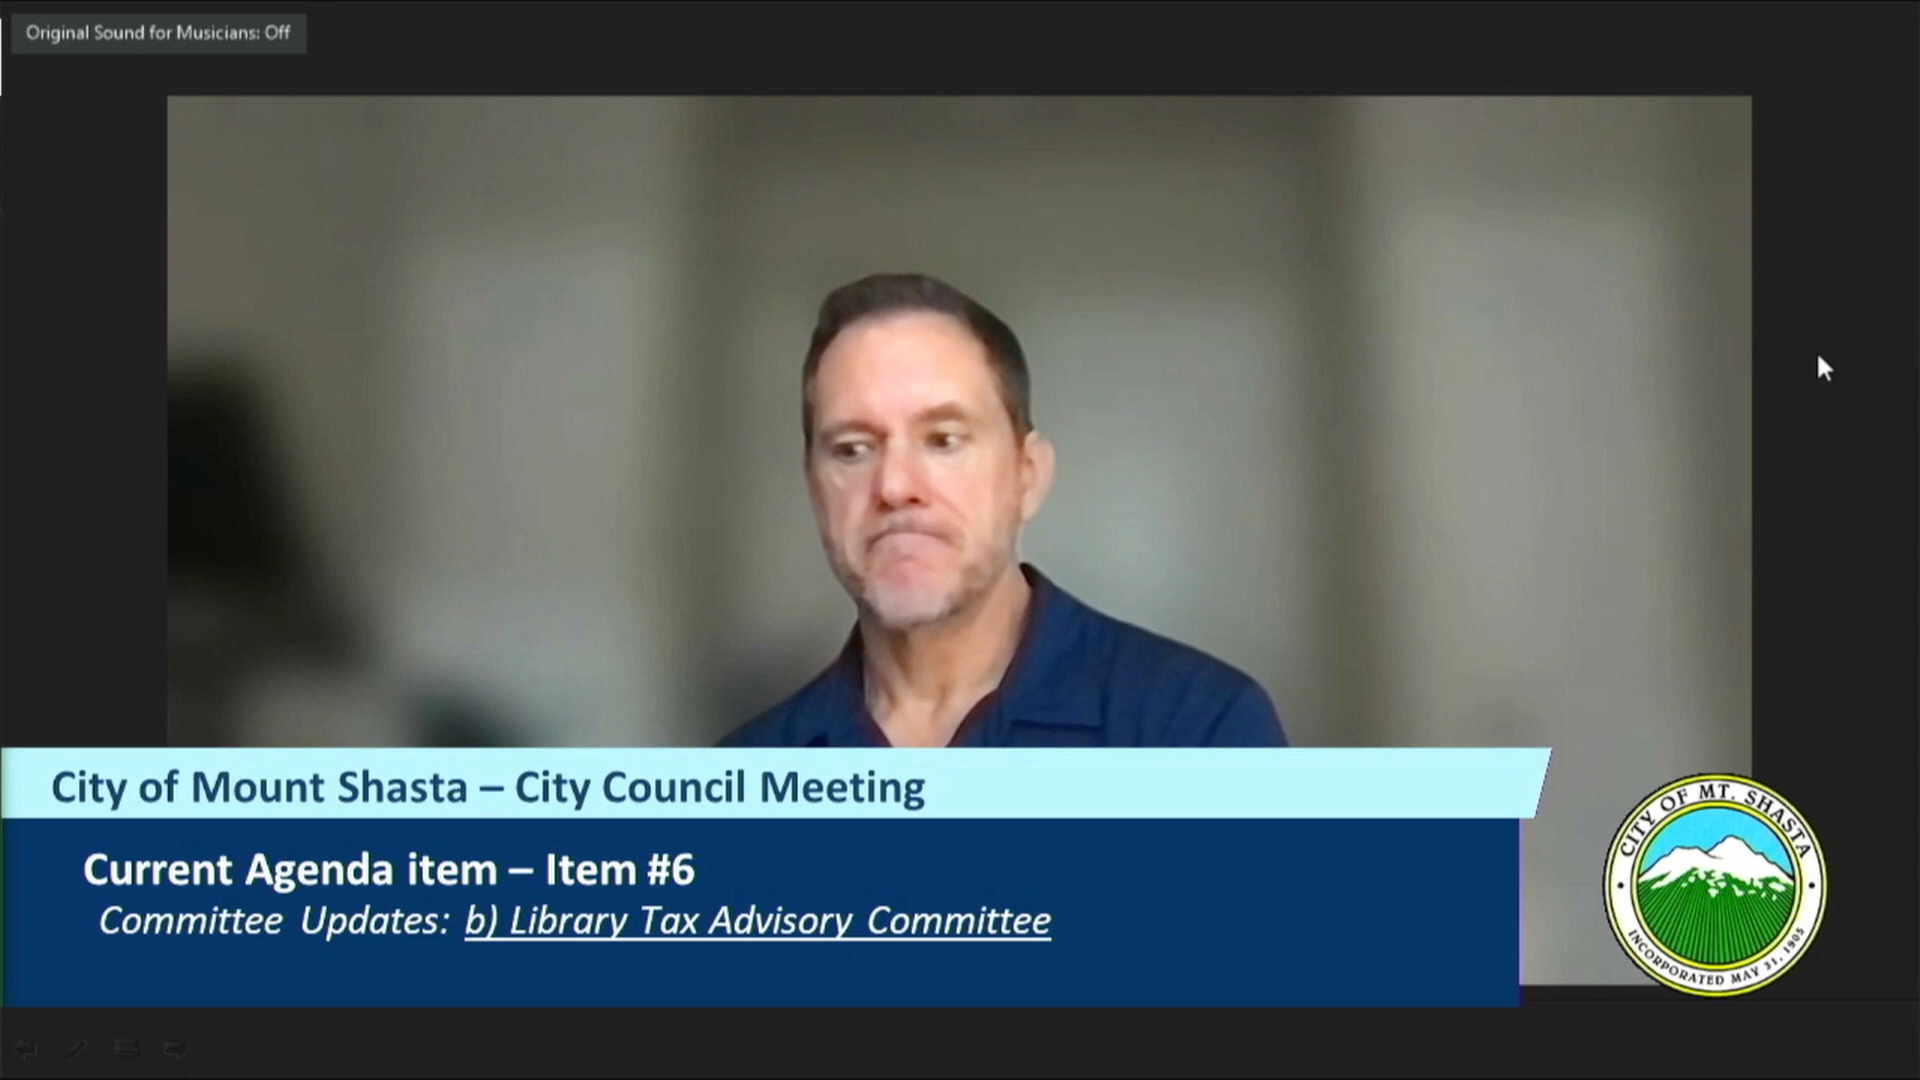 Original Sound for Musicians: Off
City of Mount Shasta – City Council Meeting
Current Agenda item – Item #6
Committee Updates: b) Library Tax Advisory Committee
CITY OF MT. SHASTA
INCORPORATED MAY 31, 1905